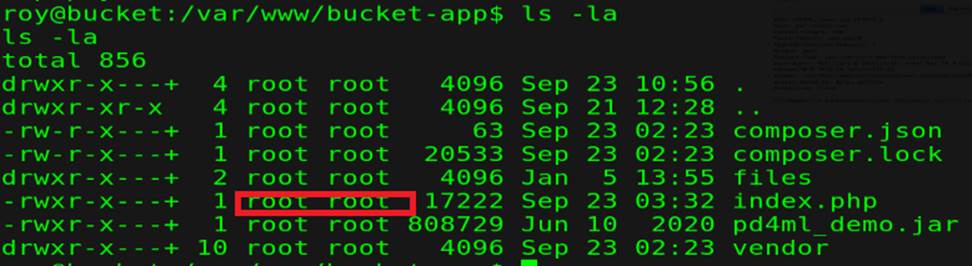 roy@bucket:/var/www/bucket-app$ ls -la
ls -la
total 856
drwxr-x---+  4 root root   4096 Sep 23 10:56 .
drwxr-xr-x   4 root root   4096 Sep 21 12:28 ..
-rw-r-x---+  1 root root     63 Sep 23 02:23 composer.json
-rw-r-x---+  1 root root  20533 Sep 23 02:23 composer.lock
drwxr-x---+  2 root root   4096 Jan  5 13:55 files
-rwxr-x---+  1 root root  17222 Sep 23 03:32 index.php
-rwxr-x---+  1 root root 808729 Jun 10  2020 pd4ml_demo.jar
drwxr-x---+ 10 root root   4096 Sep 23 02:23 vendor